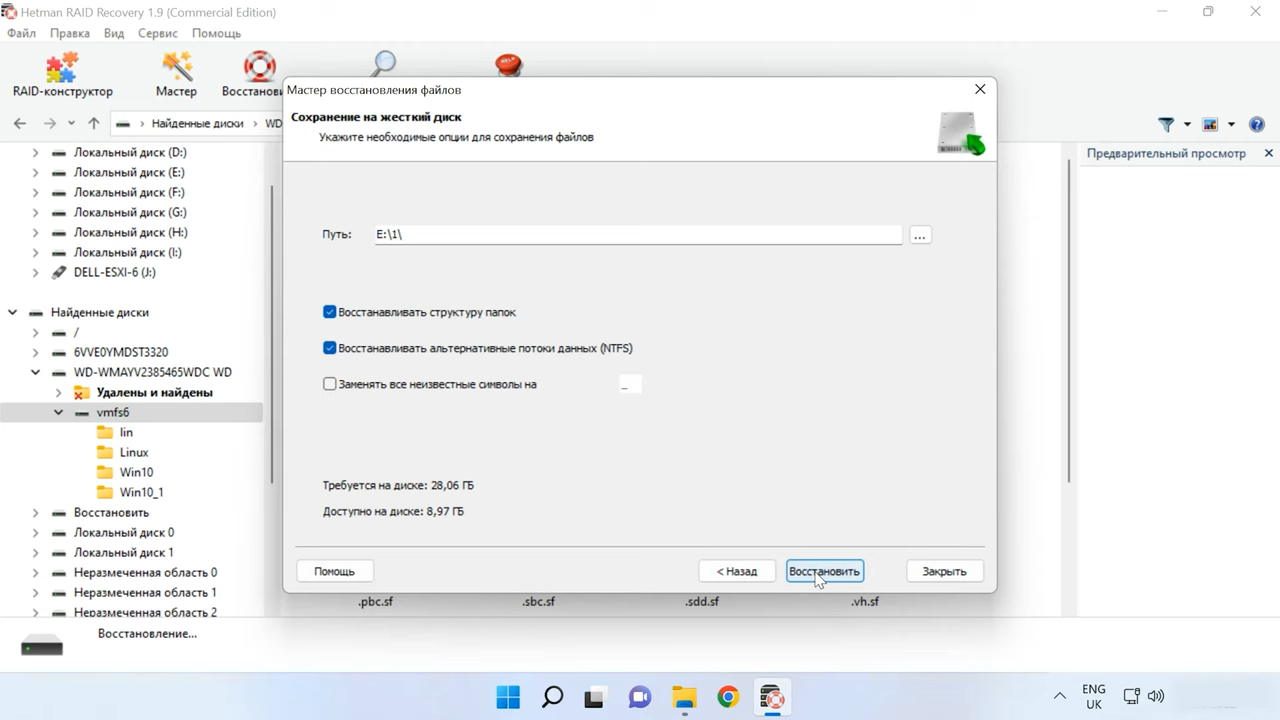 Hetman RAID Recovery 1.9 (Commercial Edition)
Файл Правка Вид Сервис Помощь
RAID-конструктор Мастер Восстанови
Найденные диски WD
Предварительный просмотр
Локальный диск (D:)
Локальный диск (E:)
Локальный диск (F:)
Локальный диск (G:)
Локальный диск (H:)
Локальный диск (I:)
DELL-ESXI-6 (J:)
Найденные диски
/
6VVE0YMDST3320
WD-WMAYV2385465WDC WD
Удалены и найдены
vmfs6
lin
Linux
Win10
Win10_1
Восстановить
Локальный диск 0
Локальный диск 1
Неразмеченная область 0
Неразмеченная область 1
Неразмеченная область 2
Мастер восстановления файлов
Сохранение на жесткий диск
Укажите необходимые опции для сохранения файлов
Путь: E:\1\ ...
Восстанавливать структуру папок
Восстанавливать альтернативные потоки данных (NTFS)
Заменять все неизвестные символы на _
Требуется на диске: 28,06 ГБ
Доступно на диске: 8,97 ГБ
Помощь < Назад Восстановить Закрыть
.pbc.sf .sbc.sf .sdd.sf .vh.sf
Восстановление...
ENG
UK